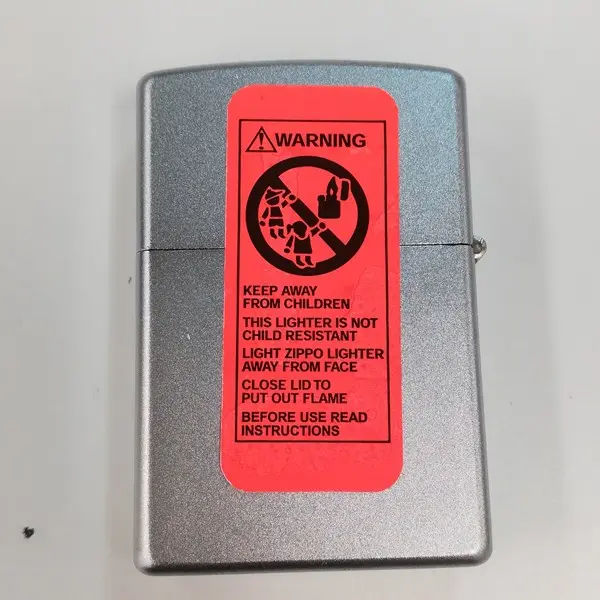 WARNING
KEEP AWAY
FROM CHILDREN
THIS LIGHTER IS NOT
CHILD RESISTANT
LIGHT ZIPPO LIGHTER
AWAY FROM FACE
CLOSE LID TO
PUT OUT FLAME
BEFORE USE READ
INSTRUCTIONS